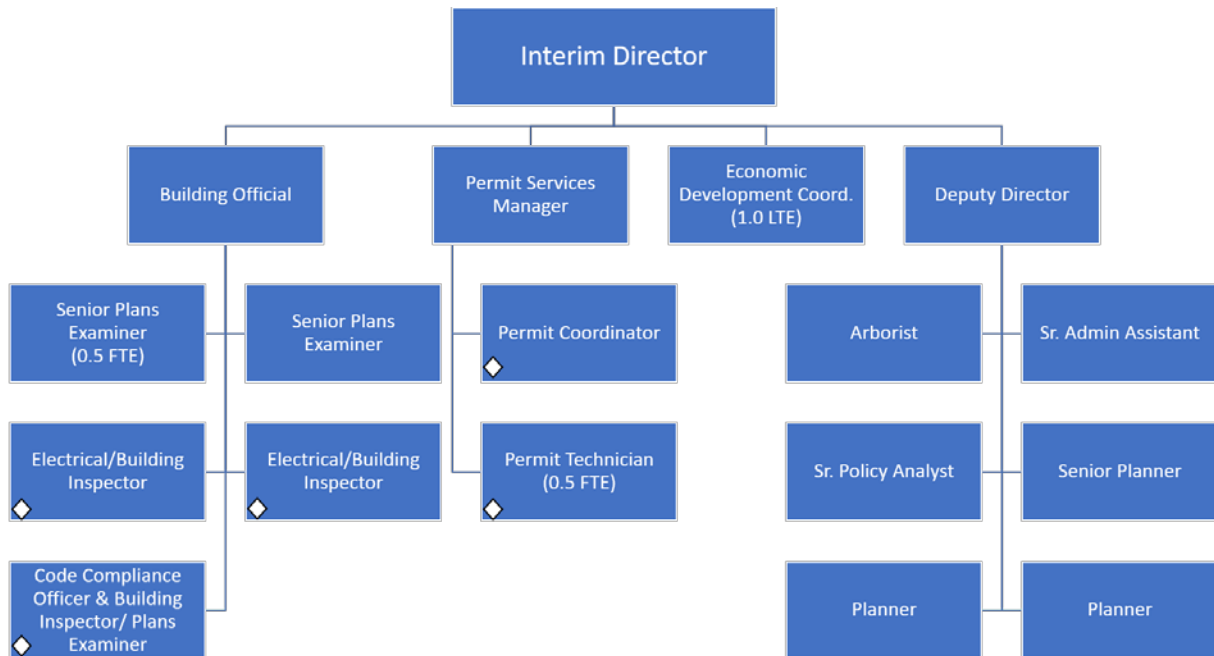 Interim Director
Building Official
Permit Services
Manager
Economic
Development Coord.
(1.0 LTE)
Deputy Director
Senior Plans
Examiner
(0.5 FTE)
Senior Plans
Examiner
Permit Coordinator
Arborist
Sr. Admin Assistant
Electrical/Building
Inspector
Electrical/Building
Inspector
Permit Technician
(0.5 FTE)
Sr. Policy Analyst
Senior Planner
Code Compliance
Officer & Building
Inspector/ Plans
Examiner
Planner
Planner